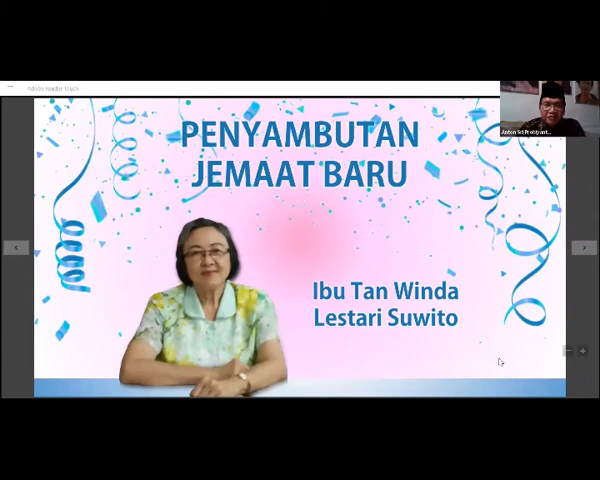 Adobe Reader Touch
PENYAMBUTAN
JEMAAT BARU
Ibu Tan Winda
Lestari Suwito